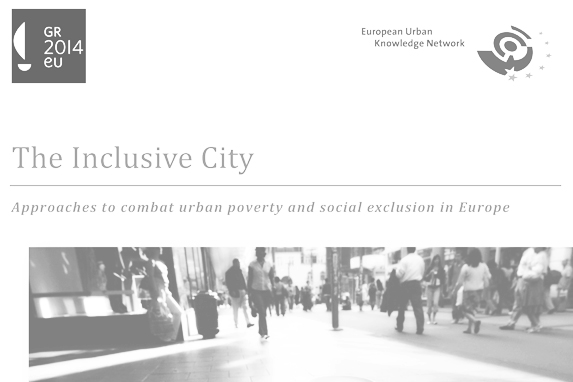 GR
2014
eu
European Urban
Knowledge Network
The Inclusive City
Approaches to combat urban poverty and social exclusion in Europe